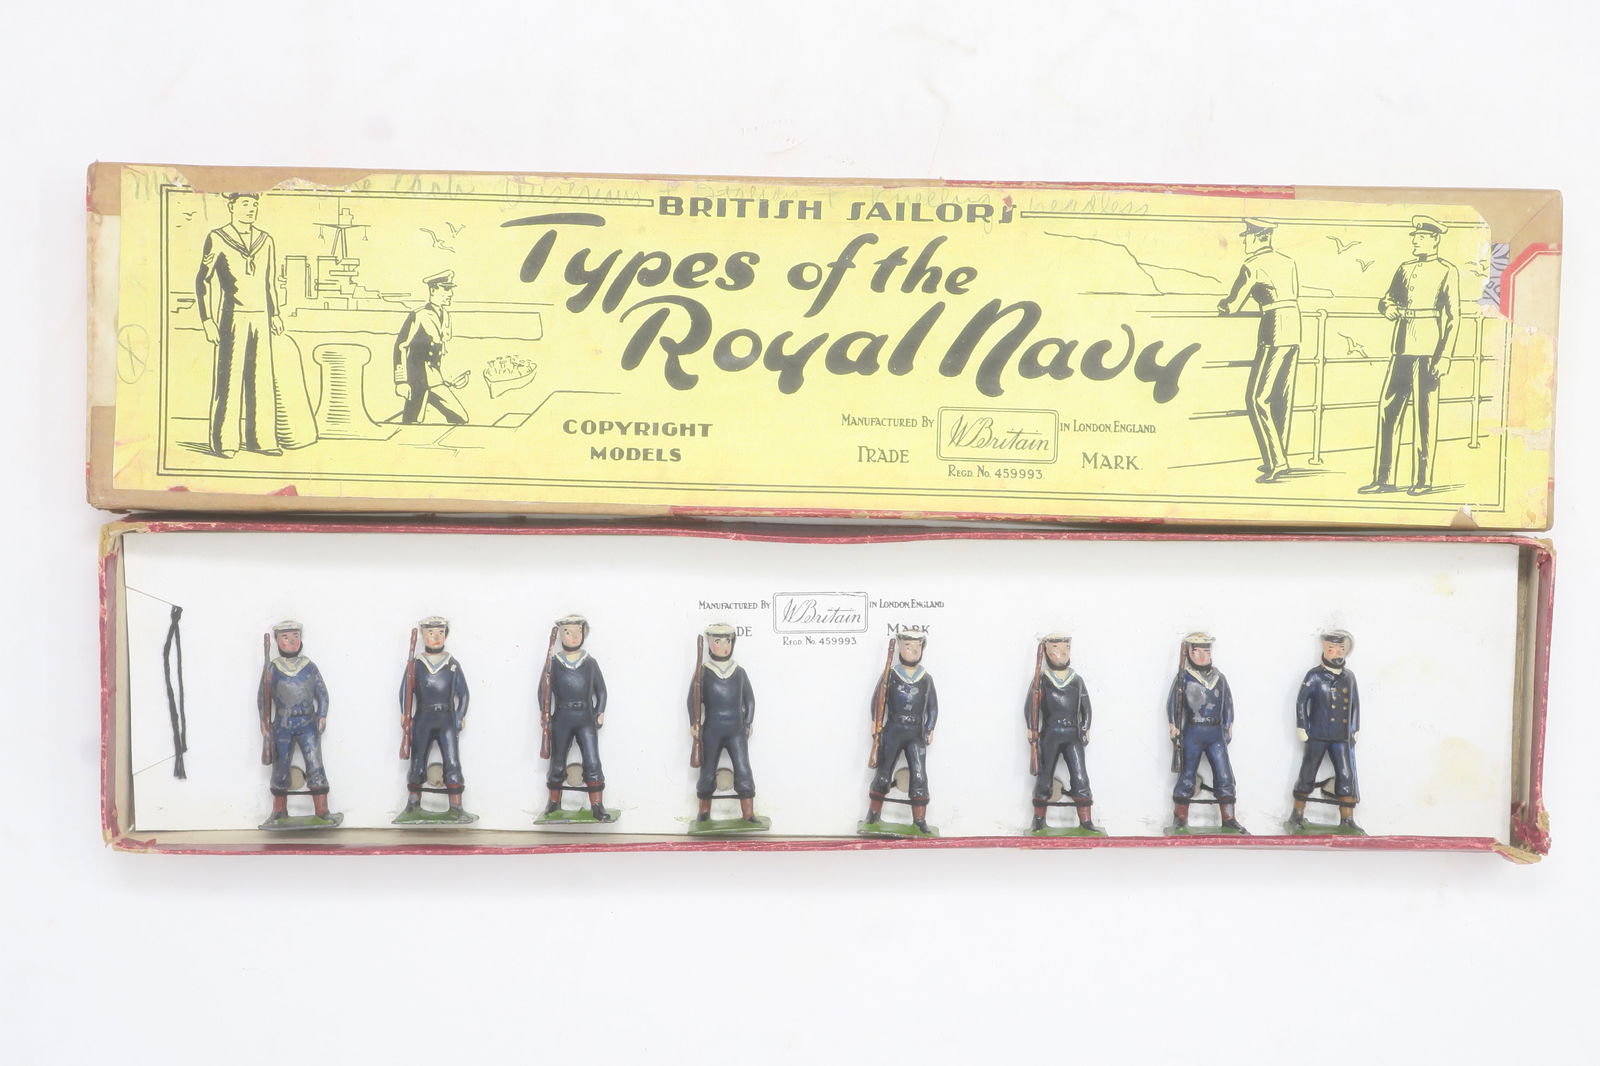 BRITISH SAILORS
Types of the
Royal Navy
COPYRIGHT
MODELS
MANUFACTURED BY W Britain IN LONDON, ENGLAND.
TRADE MARK.
REGD. No. 459993.
MANUFACTURED BY W Britain IN LONDON, ENGLAND
DE MARK
REGD. No. 459993